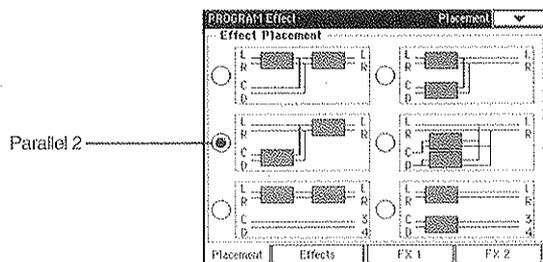 PROGRAM Effect Placement
Effect Placement
L L L L
R R R R
C C
D D
Parallel 2
L L L L
R R R R
C C
D D
L L L L
R R R R
C 3 C 3
D 4 D 4
Placement Effects FX 1 FX 2